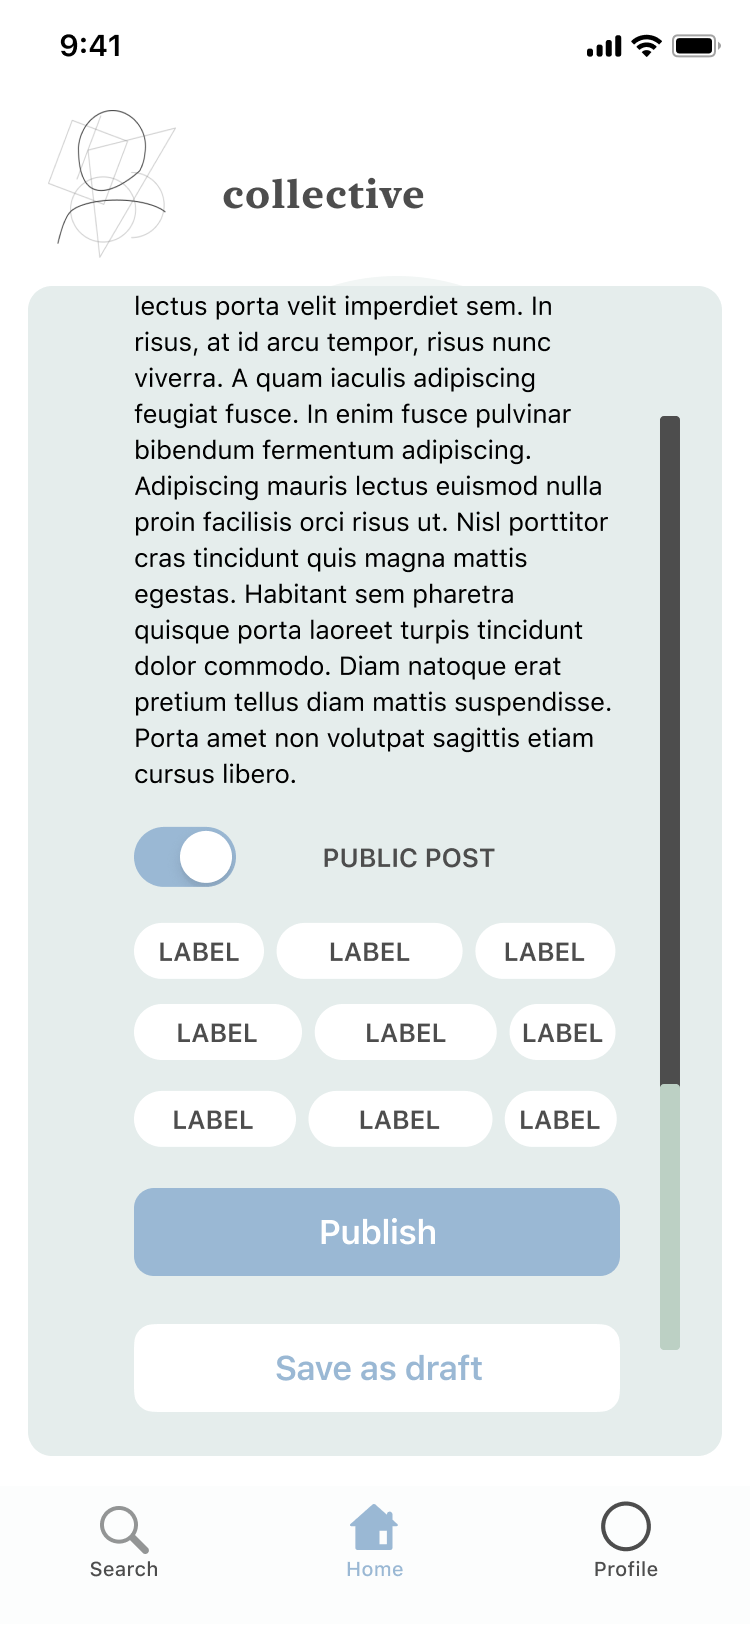 9:41
collective
lectus porta velit imperdiet sem. In
risus, at id arcu tempor, risus nunc
viverra. A quam iaculis adipiscing
feugiat fusce. In enim fusce pulvinar
bibendum fermentum adipiscing.
Adipiscing mauris lectus euismod nulla
proin facilisis orci risus ut. Nisl porttitor
cras tincidunt quis magna mattis
egestas. Habitant sem pharetra
quisque porta laoreet turpis tincidunt
dolor commodo. Diam natoque erat
pretium tellus diam mattis suspendisse.
Porta amet non volutpat sagittis etiam
cursus libero.
PUBLIC POST
LABEL LABEL LABEL
LABEL LABEL LABEL
LABEL LABEL LABEL
Publish
Save as draft
Search Home Profile